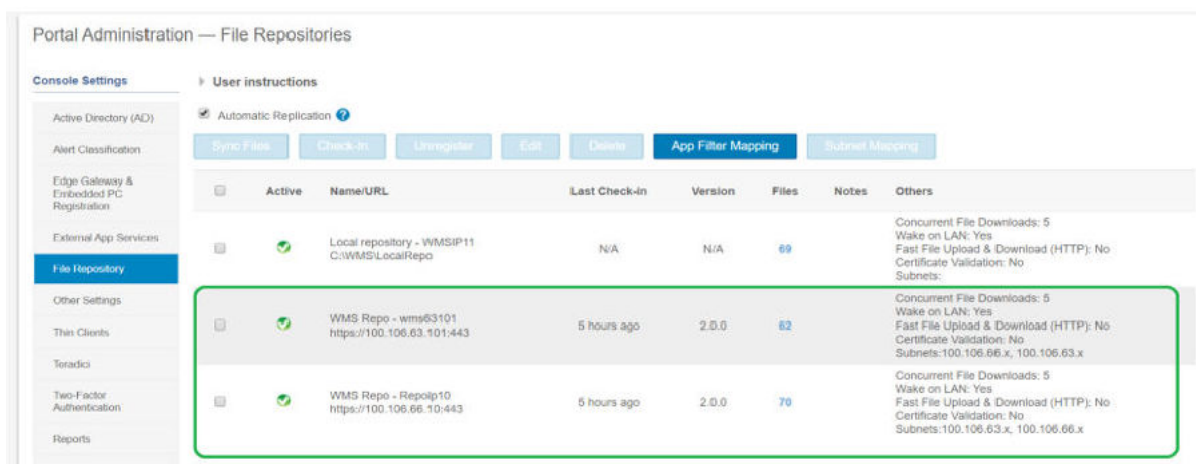 Portal Administration — File Repositories
Console Settings
Active Directory (AD)
Alert Classification
Edge Gateway &
Embedded PC
Registration
External App Services
File Repository
Other Settings
Thin Clients
Teradici
Two-Factor
Authentication
Reports
User instructions
Automatic Replication ?
Sync Files Check-In Unregister Edit Delete App Filter Mapping Subnet Mapping
Active Name/URL Last Check-in Version Files Notes Others
Local repository - WMSIP11
C:\WMS\LocalRepo
N/A N/A 69
Concurrent File Downloads: 5
Wake on LAN: Yes
Fast File Upload & Download (HTTP): No
Certificate Validation: No
Subnets:
WMS Repo - wms63101
https://100.106.63.101:443
5 hours ago 2.0.0 62
Concurrent File Downloads: 5
Wake on LAN: Yes
Fast File Upload & Download (HTTP): No
Certificate Validation: No
Subnets:100.106.66.x, 100.106.63.x
WMS Repo - Repoip10
https://100.106.66.10:443
5 hours ago 2.0.0 70
Concurrent File Downloads: 5
Wake on LAN: Yes
Fast File Upload & Download (HTTP): No
Certificate Validation: No
Subnets:100.106.63.x, 100.106.66.x